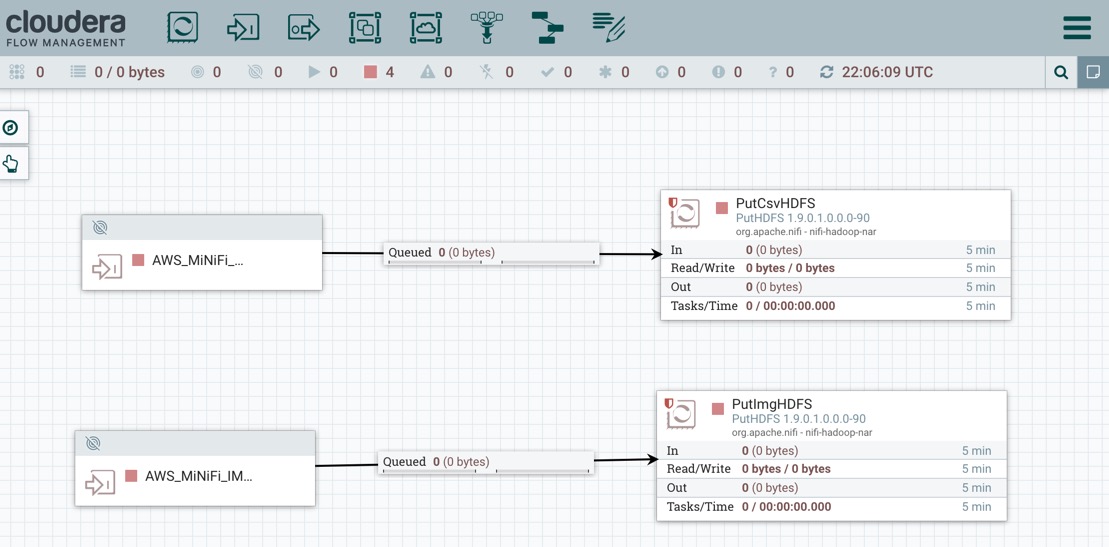 cloudera
FLOW MANAGEMENT
0 0 / 0 bytes 0 0 0 4 0 0 0 0 0 0 ? 0 22:06:09 UTC
PutCsvHDFS
PutHDFS 1.9.0.1.0.0.0-90
org.apache.nifi - nifi-hadoop-nar
In 0 (0 bytes) 5 min
Read/Write 0 bytes / 0 bytes 5 min
Out 0 (0 bytes) 5 min
Tasks/Time 0 / 00:00:00.000 5 min
Queued 0 (0 bytes)
AWS_MiNiFi_...
PutImgHDFS
PutHDFS 1.9.0.1.0.0.0-90
org.apache.nifi - nifi-hadoop-nar
In 0 (0 bytes) 5 min
Read/Write 0 bytes / 0 bytes 5 min
Out 0 (0 bytes) 5 min
Tasks/Time 0 / 00:00:00.000 5 min
Queued 0 (0 bytes)
AWS_MiNiFi_IM...